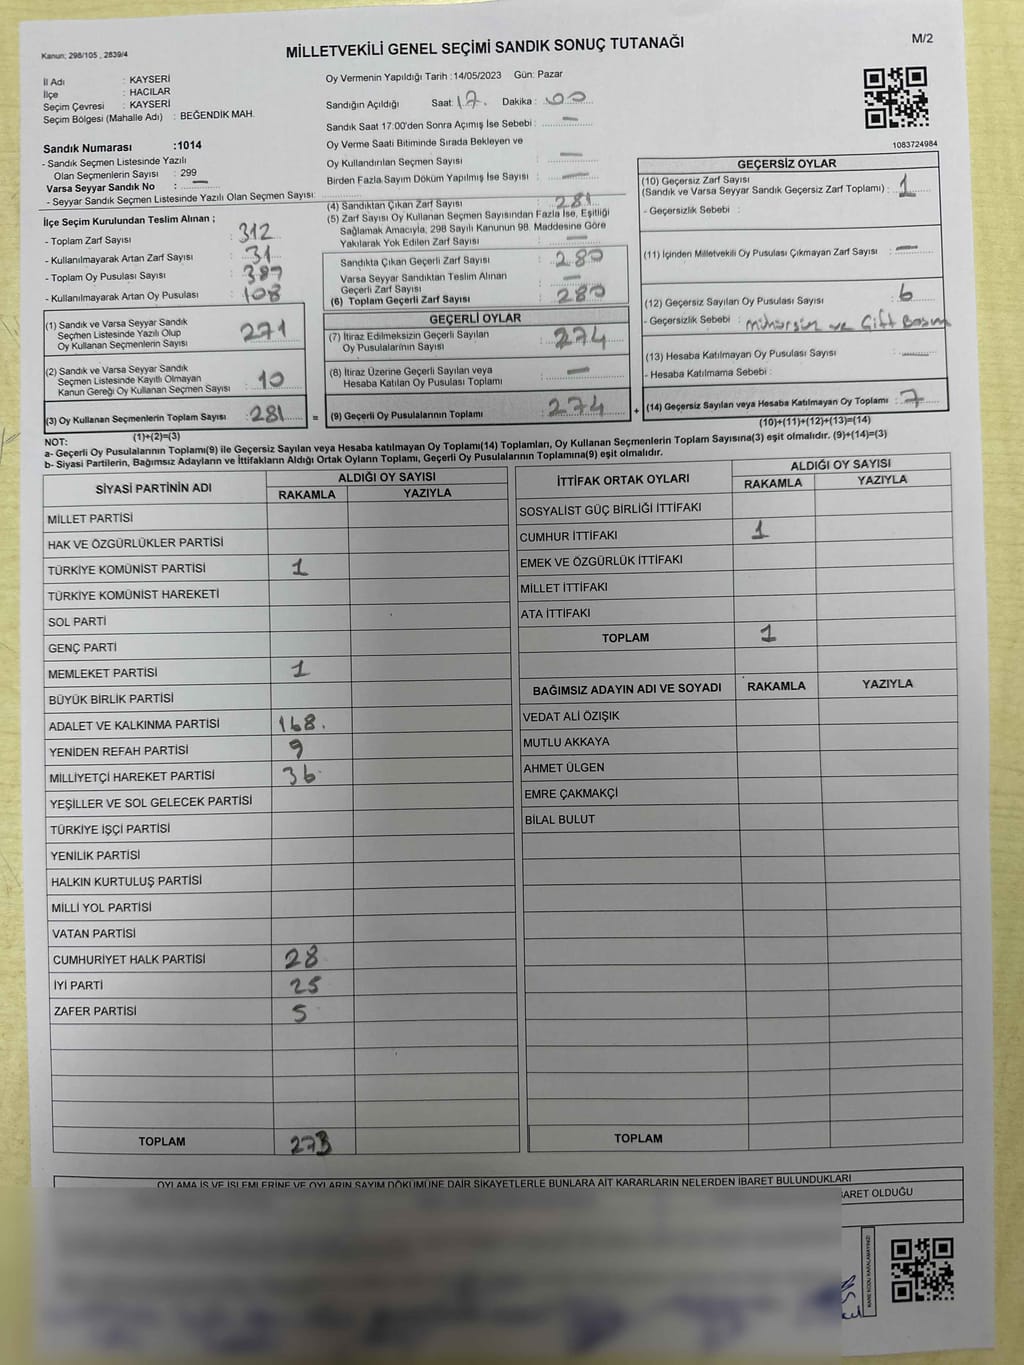 Kanun; 298/105 , 2839/4
MİLLETVEKİLİ GENEL SEÇİMİ SANDIK SONUÇ TUTANAĞI
M/2
İl Adı : KAYSERİ
İlçe : HACILAR
Seçim Çevresi : KAYSERİ
Seçim Bölgesi (Mahalle Adı) : BEĞENDİK MAH.
Sandık Numarası :1014
- Sandık Seçmen Listesinde Yazılı
Olan Seçmenlerin Sayısı : 299
Varsa Seyyar Sandık No : —
- Seyyar Sandık Seçmen Listesinde Yazılı Olan Seçmen Sayısı:
İlçe Seçim Kurulundan Teslim Alınan ;
- Toplam Zarf Sayısı : 312
- Kullanılmayarak Artan Zarf Sayısı : 31
- Toplam Oy Pusulası Sayısı : 389
- Kullanılmayarak Artan Oy Pusulası : 108
(1) Sandık ve Varsa Seyyar Sandık
Seçmen Listesinde Yazılı Olup
Oy Kullanan Seçmenlerin Sayısı : 271
(2) Sandık ve Varsa Seyyar Sandık
Seçmen Listesinde Kayıtlı Olmayan
Kanun Gereği Oy Kullanan Seçmen Sayısı : 10
(3) Oy Kullanan Seçmenlerin Toplam Sayısı : 281 =
(1)+(2)=(3)
Oy Vermenin Yapıldığı Tarih :14/05/2023 Gün: Pazar
Sandığın Açıldığı Saat: 17. Dakika : 00
Sandık Saat 17:00'den Sonra Açımış İse Sebebi : —
Oy Verme Saati Bitiminde Sırada Bekleyen ve
Oy Kullandırılan Seçmen Sayısı : —
Birden Fazla Sayım Döküm Yapılmış İse Sayısı : —
(4) Sandıktan Çıkan Zarf Sayısı : 281
(5) Zarf Sayısı Oy Kullanan Seçmen Sayısından Fazla İse, Eşitliği
Sağlamak Amacıyla, 298 Sayılı Kanunun 98. Maddesine Göre
Yakılarak Yok Edilen Zarf Sayısı : —
Sandıkta Çıkan Geçerli Zarf Sayısı : 280
Varsa Seyyar Sandıktan Teslim Alınan
Geçerli Zarf Sayısı : —
(6) Toplam Geçerli Zarf Sayısı : 280
GEÇERLİ OYLAR
(7) İtiraz Edilmeksizin Geçerli Sayılan
Oy Pusulalarının Sayısı : 274
(8) İtiraz Üzerine Geçerli Sayılan veya
Hesaba Katılan Oy Pusulası Toplamı : —
(9) Geçerli Oy Pusulalarının Toplamı : 274 +
1083724984
GEÇERSİZ OYLAR
(10) Geçersiz Zarf Sayısı
(Sandık ve Varsa Seyyar Sandık Geçersiz Zarf Toplamı) : 1
- Geçersizlik Sebebi :
(11) İçinden Milletvekili Oy Pusulası Çıkmayan Zarf Sayısı : —
(12) Geçersiz Sayılan Oy Pusulası Sayısı : 6
- Geçersizlik Sebebi : Mühürsüz ve Çift Basım
(13) Hesaba Katılmayan Oy Pusulası Sayısı :
- Hesaba Katılmama Sebebi :
(14) Geçersiz Sayılan veya Hesaba Katılmayan Oy Toplamı : 7
(10)+(11)+(12)+(13)=(14)
NOT:
a- Geçerli Oy Pusulalarının Toplamı(9) ile Geçersiz Sayılan veya Hesaba katılmayan Oy Toplamı(14) Toplamları, Oy Kullanan Seçmenlerin Toplam Sayısına(3) eşit olmalıdır. (9)+(14)=(3)
b- Siyasi Partilerin, Bağımsız Adayların ve İttifakların Aldığı Ortak Oyların Toplamı, Geçerli Oy Pusulalarının Toplamına(9) eşit olmalıdır.
SİYASİ PARTİNİN ADI ALDIĞI OY SAYISI
RAKAMLA YAZIYLA
MİLLET PARTİSİ
HAK VE ÖZGÜRLÜKLER PARTİSİ
TÜRKİYE KOMÜNİST PARTİSİ 1
TÜRKİYE KOMÜNİST HAREKETİ
SOL PARTİ
GENÇ PARTİ
MEMLEKET PARTİSİ 1
BÜYÜK BİRLİK PARTİSİ
ADALET VE KALKINMA PARTİSİ 168.
YENİDEN REFAH PARTİSİ 9
MİLLİYETÇİ HAREKET PARTİSİ 36
YEŞİLLER VE SOL GELECEK PARTİSİ
TÜRKİYE İŞÇİ PARTİSİ
YENİLİK PARTİSİ
HALKIN KURTULUŞ PARTİSİ
MİLLİ YOL PARTİSİ
VATAN PARTİSİ
CUMHURİYET HALK PARTİSİ 28
İYİ PARTİ 25
ZAFER PARTİSİ 5
TOPLAM 273
İTTİFAK ORTAK OYLARI ALDIĞI OY SAYISI
RAKAMLA YAZIYLA
SOSYALİST GÜÇ BİRLİĞİ İTTİFAKI
CUMHUR İTTİFAKI 1
EMEK VE ÖZGÜRLÜK İTTİFAKI
MİLLET İTTİFAKI
ATA İTTİFAKI
TOPLAM 1
BAĞIMSIZ ADAYIN ADI VE SOYADI RAKAMLA YAZIYLA
VEDAT ALİ ÖZIŞIK
MUTLU AKKAYA
AHMET ÜLGEN
EMRE ÇAKMAKÇİ
BİLAL BULUT
TOPLAM
OYLAMA İŞ VE İŞLEMLERİNE VE OYLARIN SAYIM DÖKÜMÜNE DAİR ŞİKAYETLERLE BUNLARA AİT KARARLARIN NELERDEN İBARET BULUNDUKLARI
BARET OLDUĞU
KARE KODU KARALAMAYINIZ!